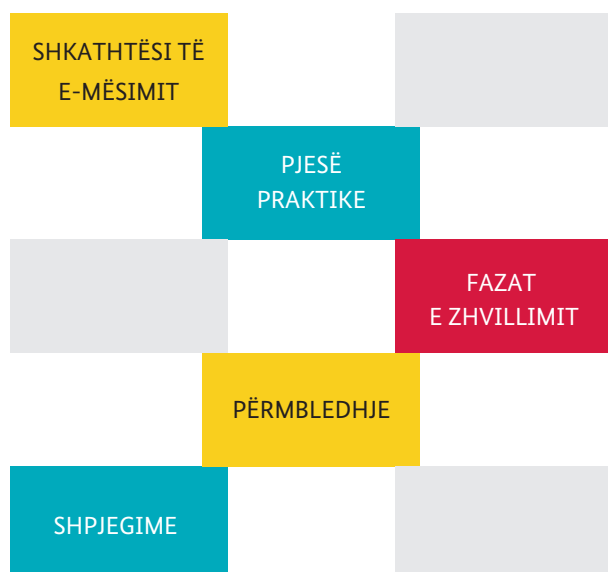 SHKATHTËSI TË
E-MËSIMIT
PJESË
PRAKTIKE
FAZAT
E ZHVILLIMIT
PËRMBLEDHJE
SHPJEGIME